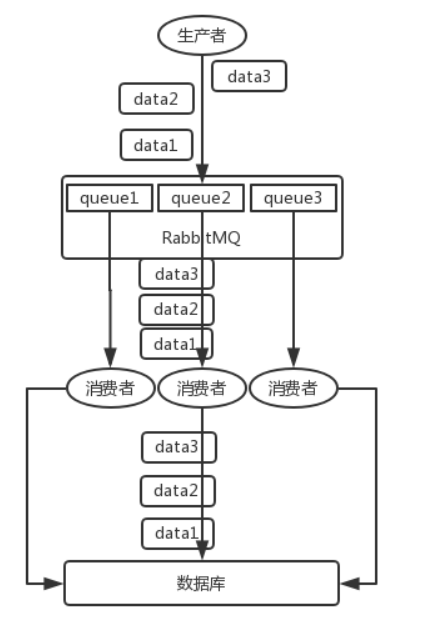 生产者
data3
data2
data1
queue1 queue2 queue3
RabbitMQ
data3
data2
data1
消费者 消费者 消费者
data3
data2
data1
数据库